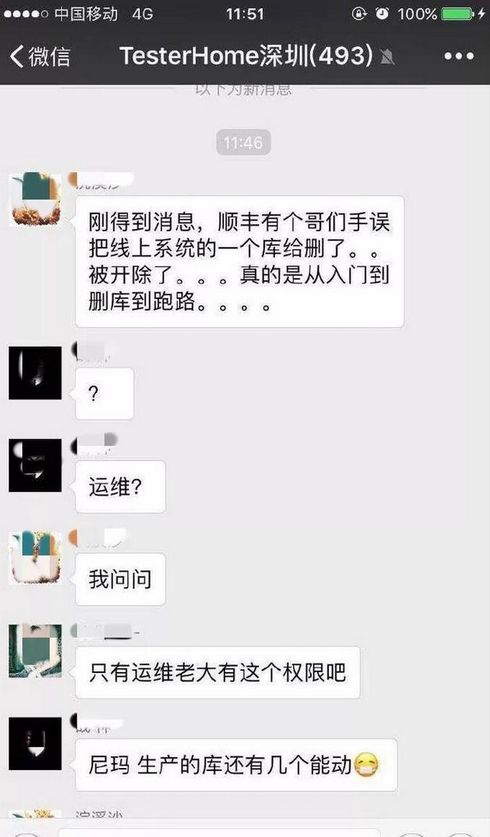 中国移动 4G 11:51 100%
微信 TesterHome深圳(493)
以下为新消息
11:46
刚得到消息，顺丰有个哥们手误
把线上系统的一个库给删了。。
被开除了。。。真的是从入门到
删库到跑路。。。。
?
运维?
我问问
只有运维老大有这个权限吧
尼玛 生产的库还有几个能动😷